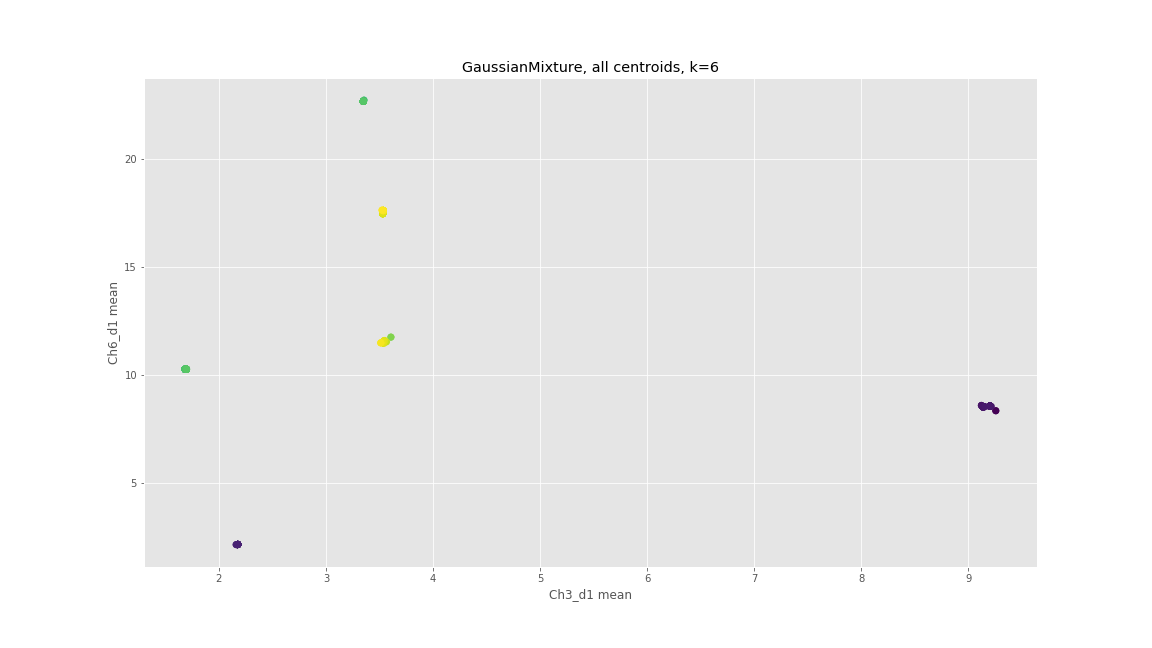 GaussianMixture, all centroids, k=6
20
15
10
5
Ch6_d1 mean
2 3 4 5 6 7 8 9
Ch3_d1 mean